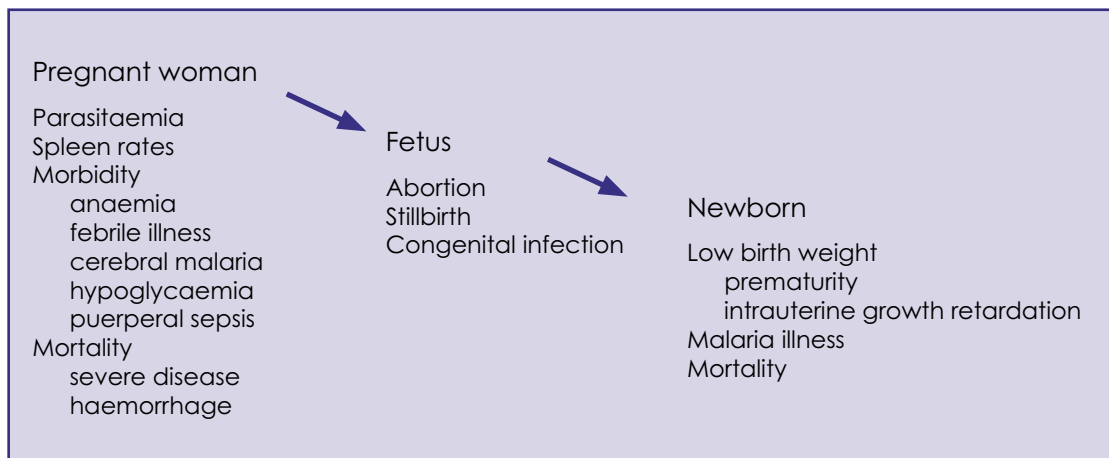 Pregnant woman
Parasitaemia
Spleen rates
Morbidity
anaemia
febrile illness
cerebral malaria
hypoglycaemia
puerperal sepsis
Mortality
severe disease
haemorrhage
Fetus
Abortion
Stillbirth
Congenital infection
Newborn
Low birth weight
prematurity
intrauterine growth retardation
Malaria illness
Mortality